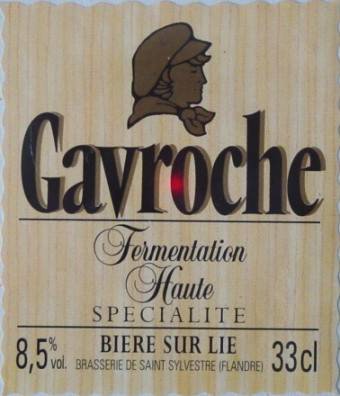 Gavroche
Fermentation
Haute
SPECIALITE
8,5% vol. BIERE SUR LIE 33cl
BRASSERIE DE SAINT SYLVESTRE (FLANDRE)